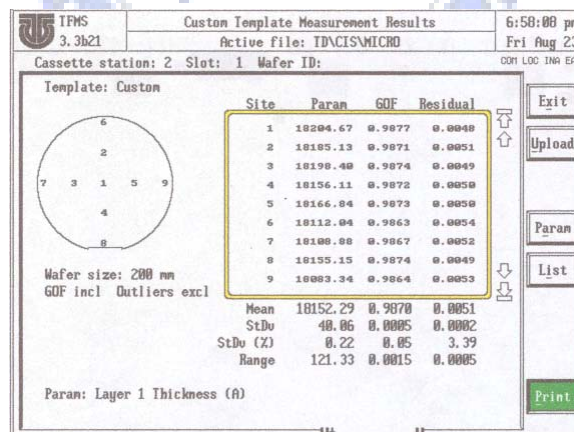 TFMS Custom Template Measurement Results 6:58:08 pm
3.3b21 Active file: TD\CIS\MICRO Fri Aug 23
Cassette station: 2 Slot: 1 Wafer ID: COM LOC INA EA
Template: Custom
Site Param GOF Residual
1 18204.67 0.9877 0.0048
2 18185.13 0.9871 0.0051
3 18198.40 0.9874 0.0049
4 18156.11 0.9872 0.0050
5 18166.84 0.9873 0.0050
6 18112.04 0.9863 0.0054
7 18108.88 0.9867 0.0052
8 18155.15 0.9874 0.0049
9 18083.34 0.9864 0.0053
6
2
7 3 1 5 9
4
8
Wafer size: 200 mm
GOF incl Outliers excl
Mean 18152.29 0.9870 0.0051
StDv 40.06 0.0005 0.0002
StDv (%) 0.22 0.05 3.39
Range 121.33 0.0015 0.0005
Param: Layer 1 Thickness (A)
Exit
Upload
Param
List
Print